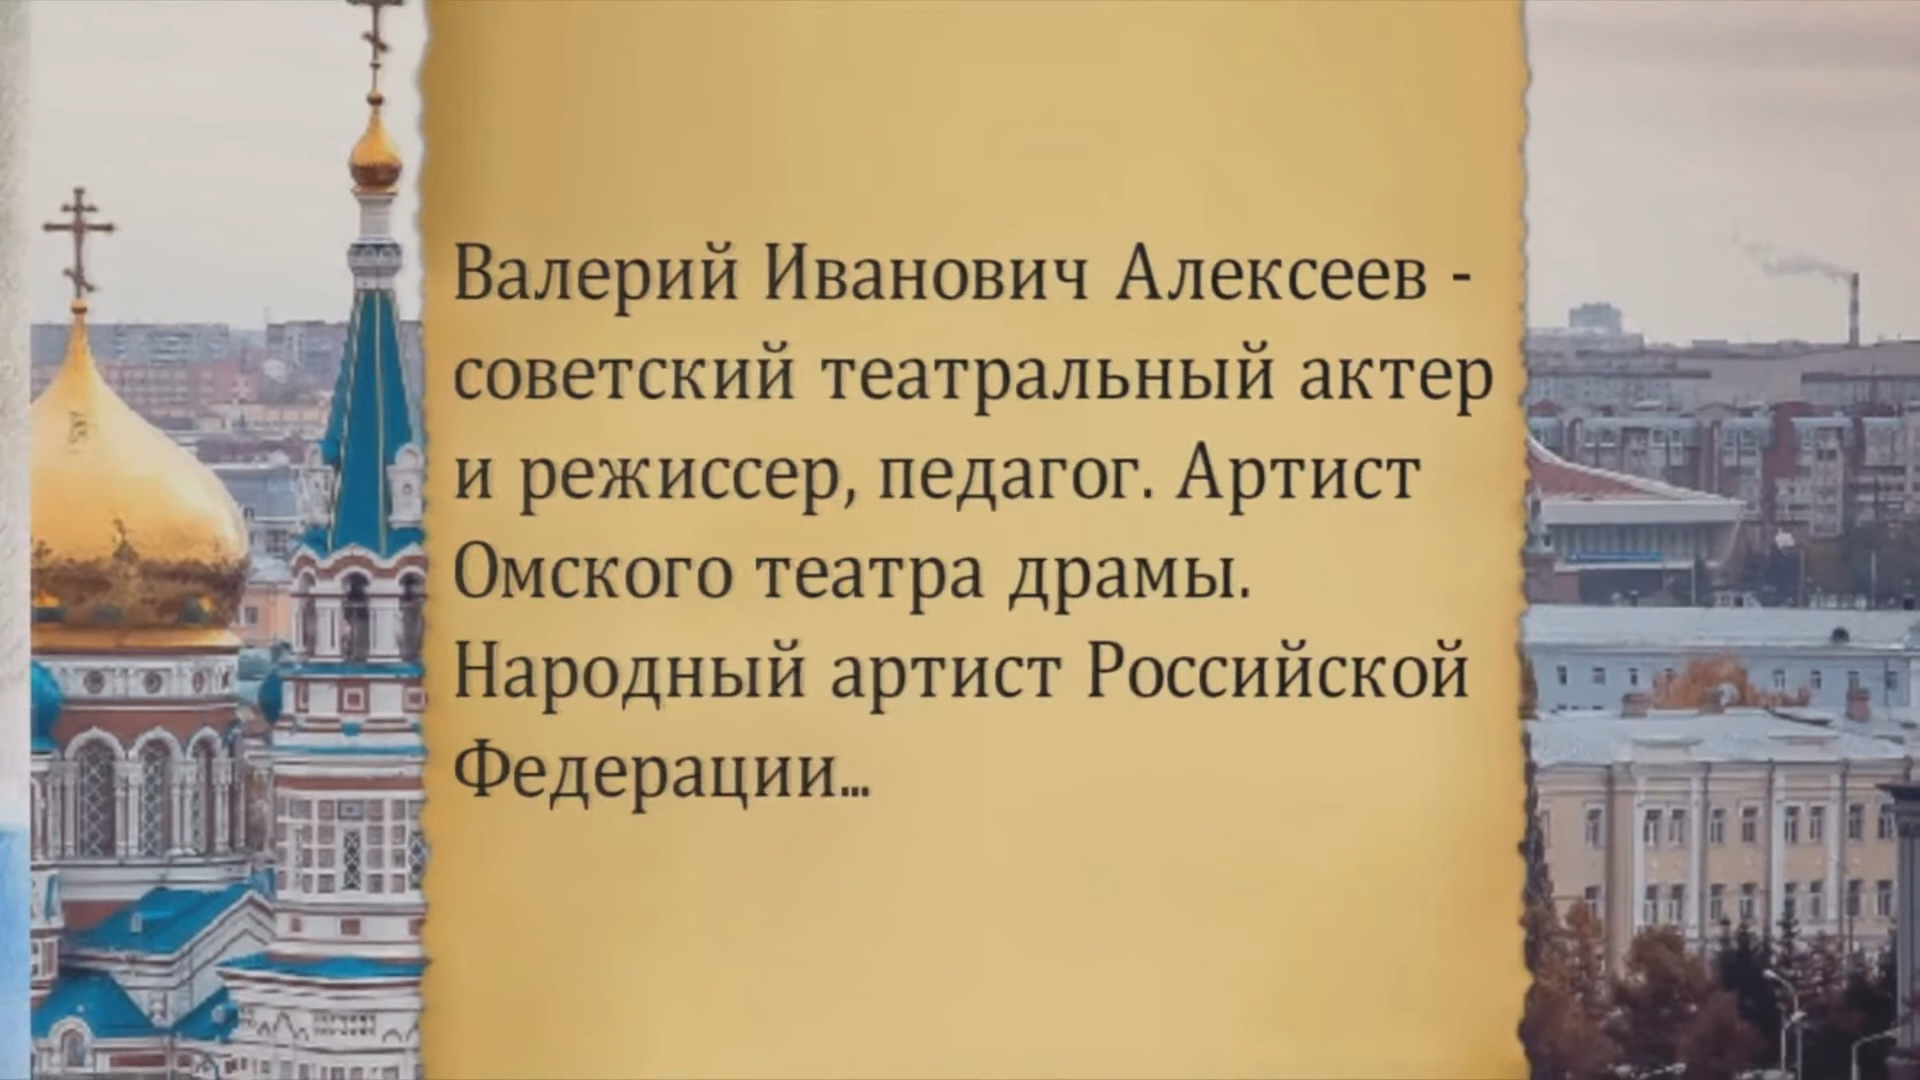 Валерий Иванович Алексеев -
советский театральный актер
и режиссер, педагог. Артист
Омского театра драмы.
Народный артист Российской
Федерации...